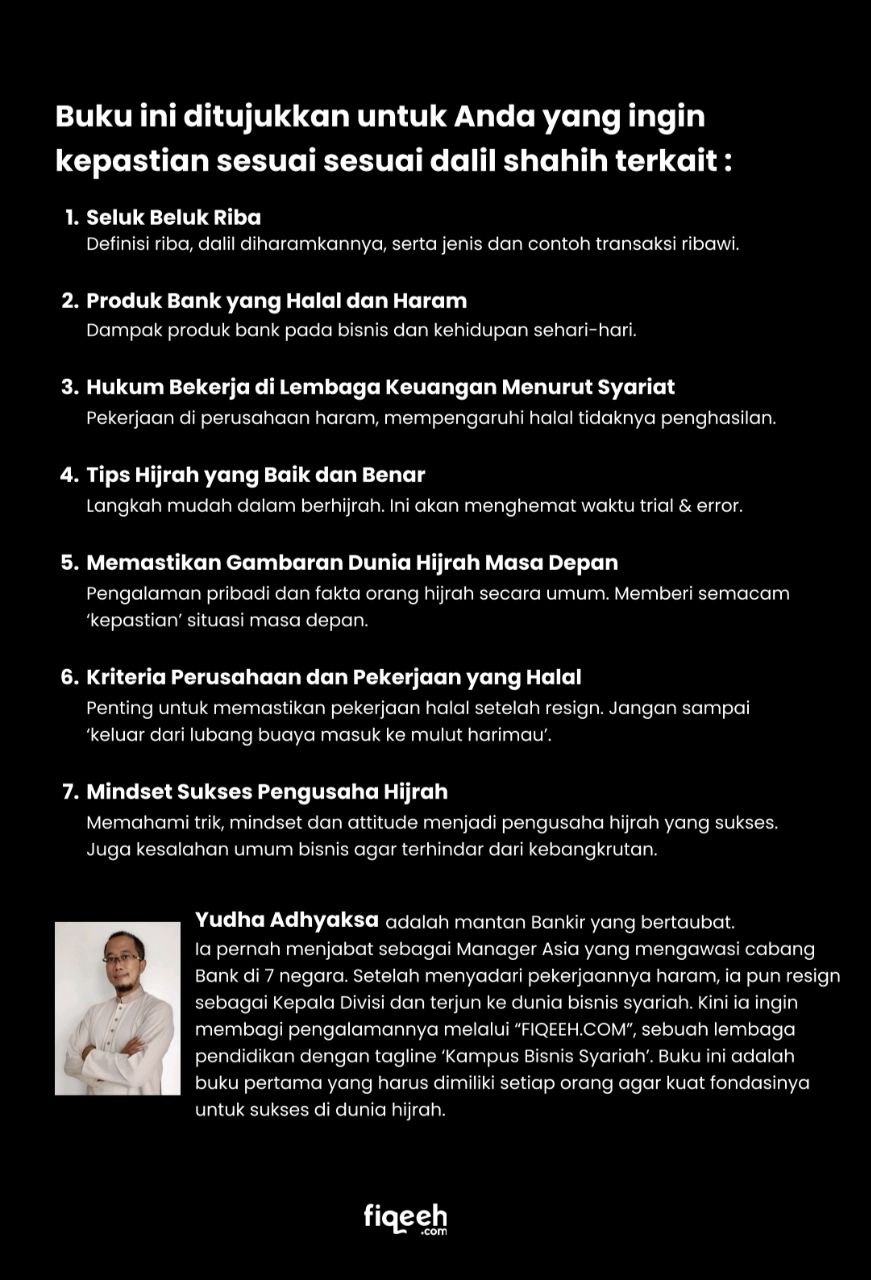 Buku ini ditujukkan untuk Anda yang ingin
kepastian sesuai sesuai dalil shahih terkait :
1. Seluk Beluk Riba
Definisi riba, dalil diharamkannya, serta jenis dan contoh transaksi ribawi.
2. Produk Bank yang Halal dan Haram
Dampak produk bank pada bisnis dan kehidupan sehari-hari.
3. Hukum Bekerja di Lembaga Keuangan Menurut Syariat
Pekerjaan di perusahaan haram, mempengaruhi halal tidaknya penghasilan.
4. Tips Hijrah yang Baik dan Benar
Langkah mudah dalam berhijrah. Ini akan menghemat waktu trial & error.
5. Memastikan Gambaran Dunia Hijrah Masa Depan
Pengalaman pribadi dan fakta orang hijrah secara umum. Memberi semacam
‘kepastian’ situasi masa depan.
6. Kriteria Perusahaan dan Pekerjaan yang Halal
Penting untuk memastikan pekerjaan halal setelah resign. Jangan sampai
‘keluar dari lubang buaya masuk ke mulut harimau’.
7. Mindset Sukses Pengusaha Hijrah
Memahami trik, mindset dan attitude menjadi pengusaha hijrah yang sukses.
Juga kesalahan umum bisnis agar terhindar dari kebangkrutan.
Yudha Adhyaksa adalah mantan Bankir yang bertaubat.
Ia pernah menjabat sebagai Manager Asia yang mengawasi cabang
Bank di 7 negara. Setelah menyadari pekerjaannya haram, ia pun resign
sebagai Kepala Divisi dan terjun ke dunia bisnis syariah. Kini ia ingin
membagi pengalamannya melalui “FIQEEH.COM”, sebuah lembaga
pendidikan dengan tagline ‘Kampus Bisnis Syariah’. Buku ini adalah
buku pertama yang harus dimiliki setiap orang agar kuat fondasinya
untuk sukses di dunia hijrah.
fiqeeh
.com